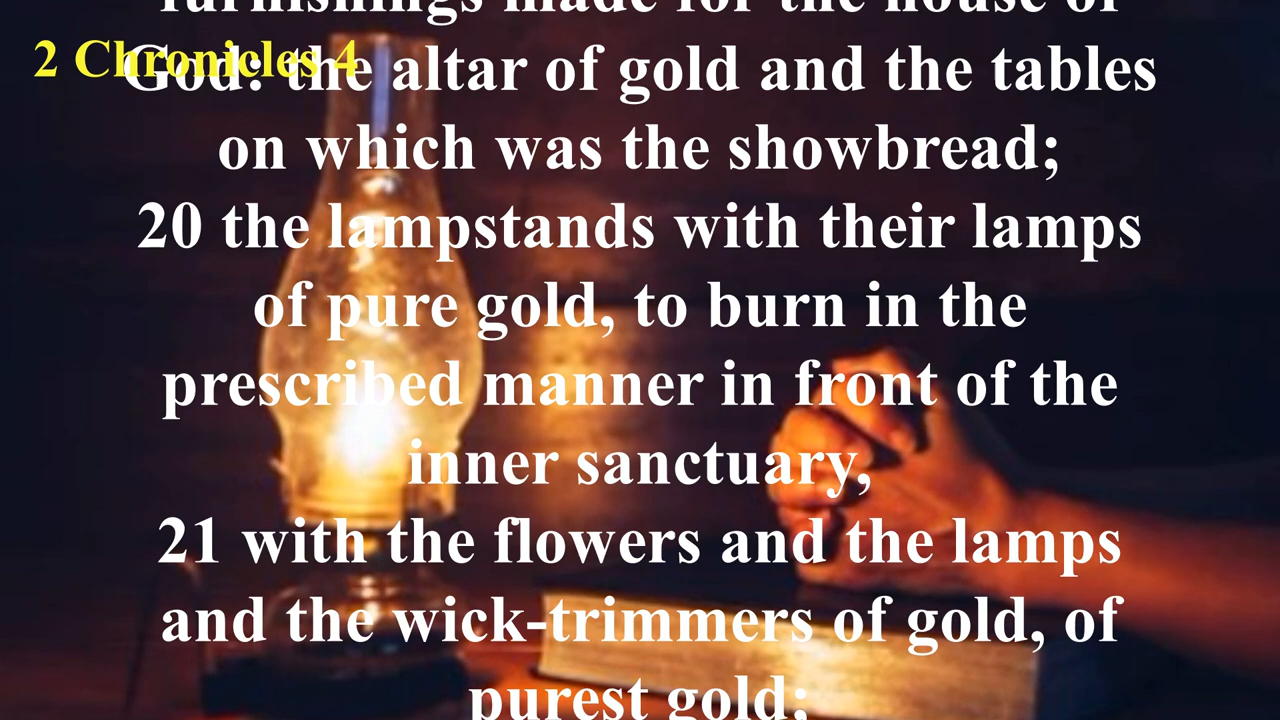 furnishings made for the house of
2 Chronicles 4
God: the altar of gold and the tables
on which was the showbread;
20 the lampstands with their lamps
of pure gold, to burn in the
prescribed manner in front of the
inner sanctuary,
21 with the flowers and the lamps
and the wick-trimmers of gold, of
purest gold;